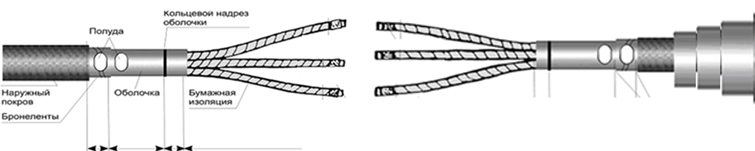 Полуда
Кольцевой надрез
оболочки
Наружный
покров
Оболочка
Бумажная
изоляция
Бронеленты